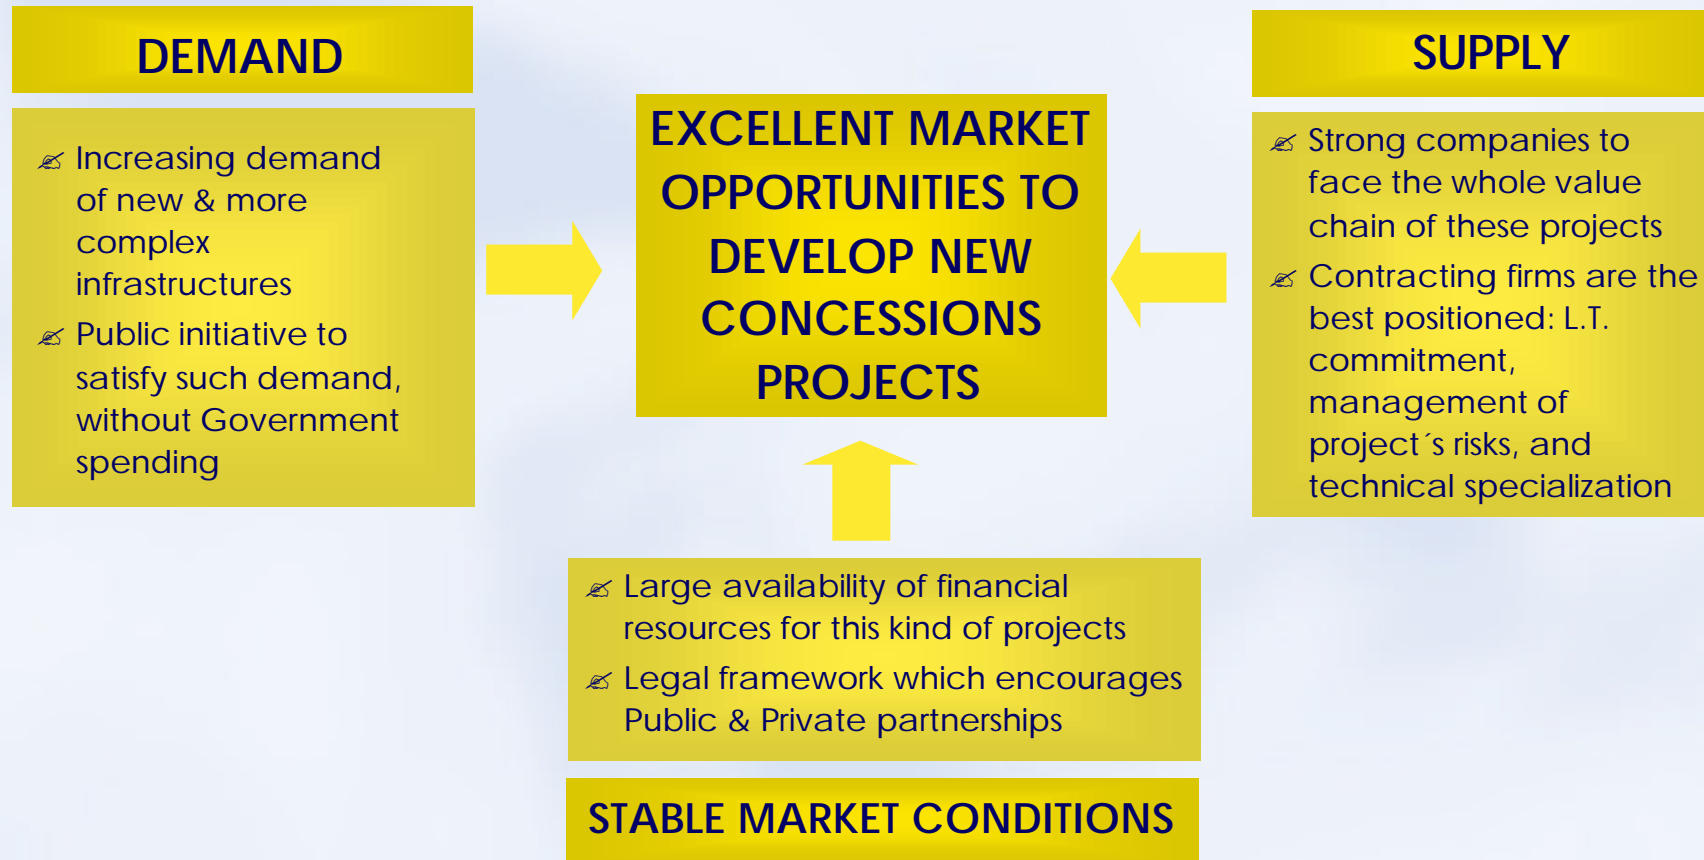 DEMAND
Increasing demand
of new & more
complex
infrastructures
Public initiative to
satisfy such demand,
without Government
spending
EXCELLENT MARKET
OPPORTUNITIES TO
DEVELOP NEW
CONCESSIONS
PROJECTS
SUPPLY
Strong companies to
face the whole value
chain of these projects
Contracting firms are the
best positioned: L.T.
commitment,
management of
project´s risks, and
technical specialization
Large availability of financial
resources for this kind of projects
Legal framework which encourages
Public & Private partnerships
STABLE MARKET CONDITIONS